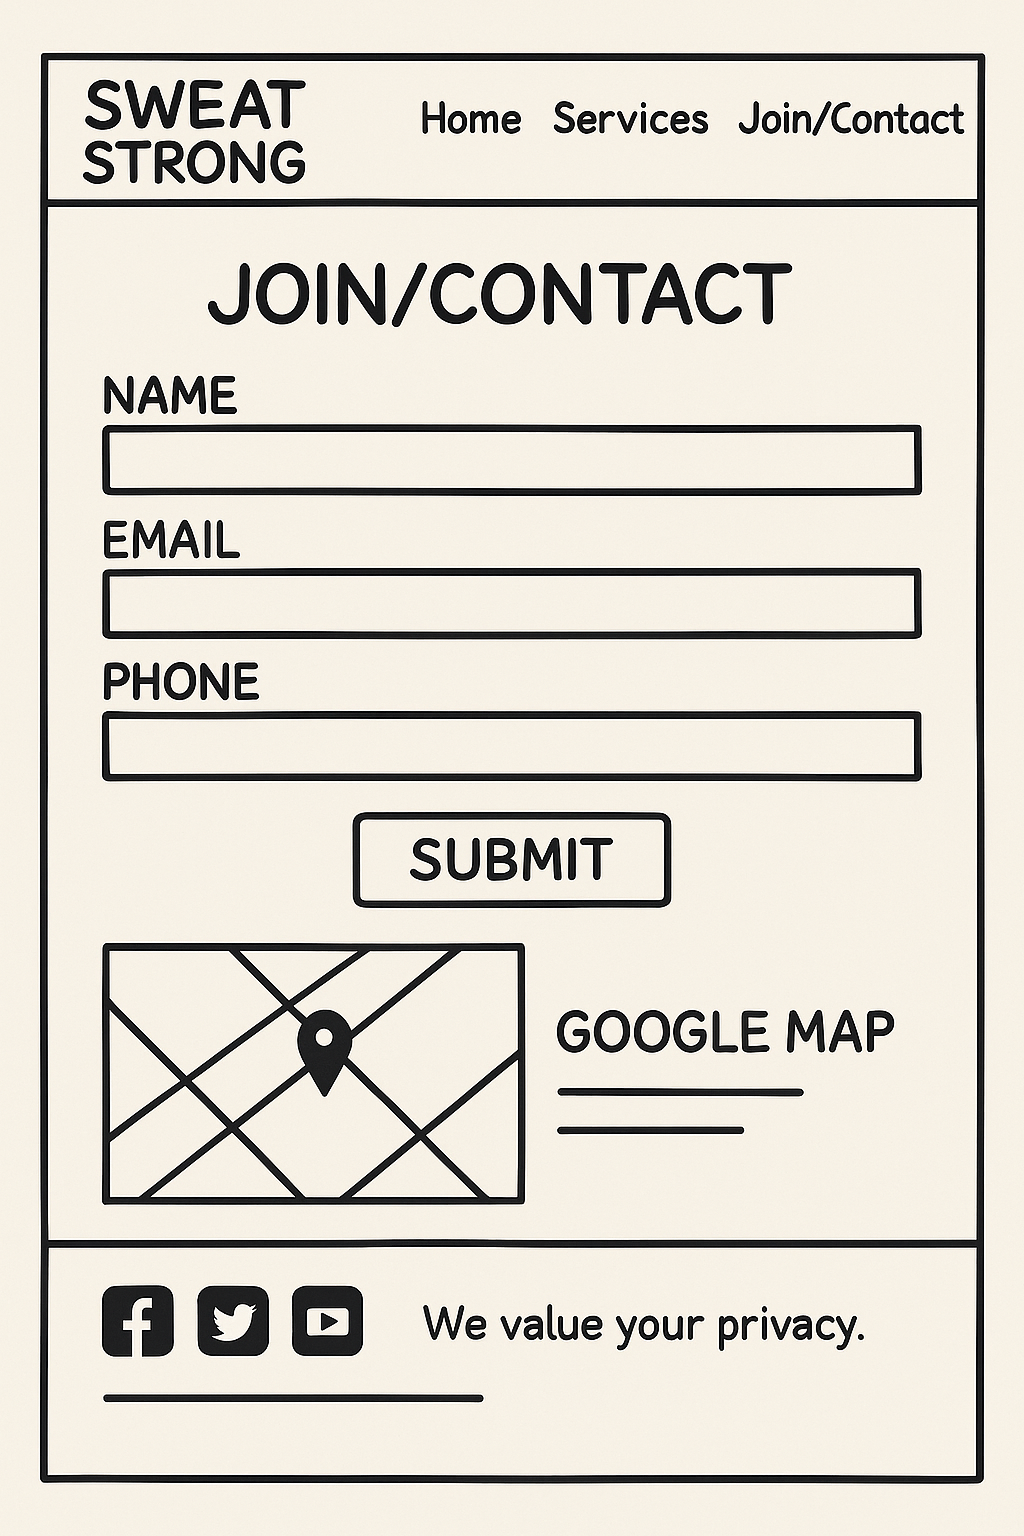 SWEAT
STRONG
Home Services Join/Contact
JOIN/CONTACT
NAME
EMAIL
PHONE
SUBMIT
GOOGLE MAP
We value your privacy.